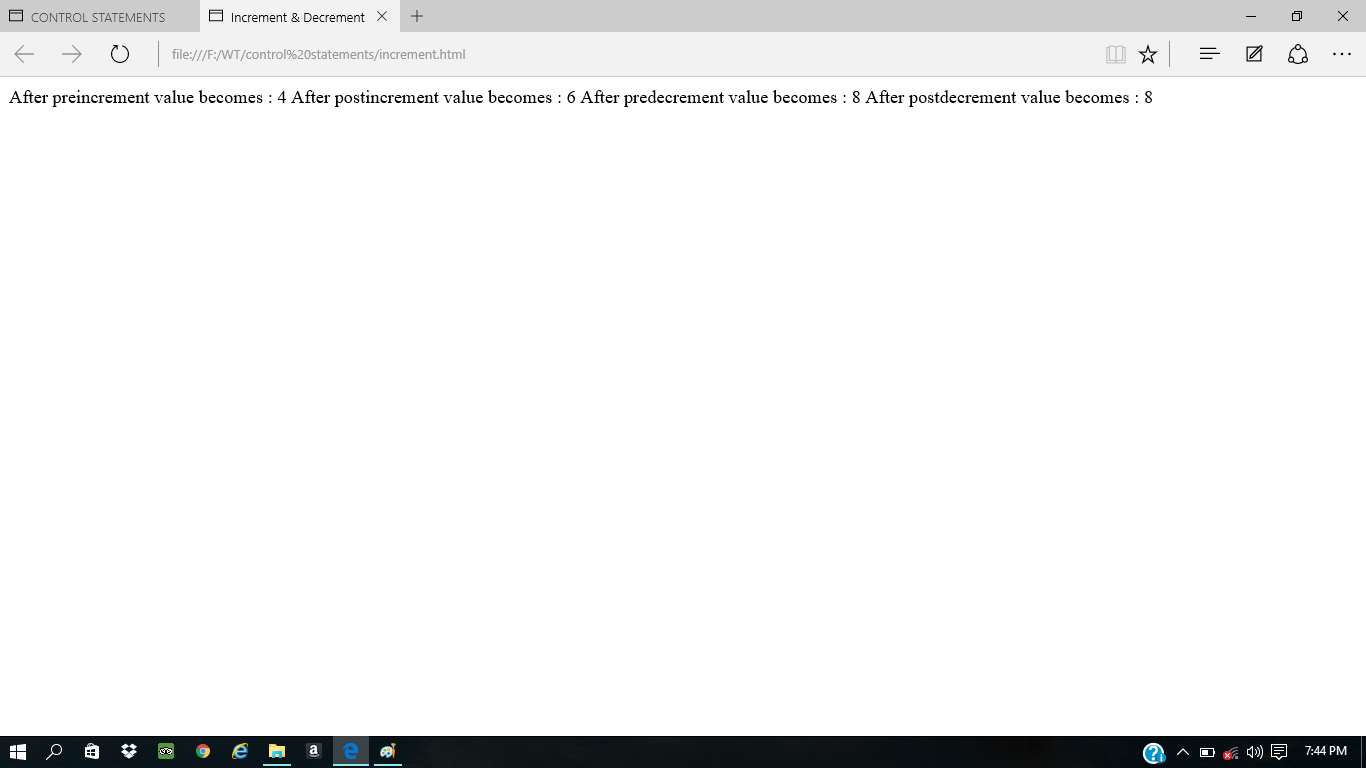 CONTROL STATEMENTS
Increment & Decrement
file:///F:/WT/control%20statements/increment.html
After preincrement value becomes : 4 After postincrement value becomes : 6 After predecrement value becomes : 8 After postdecrement value becomes : 8
7:44 PM